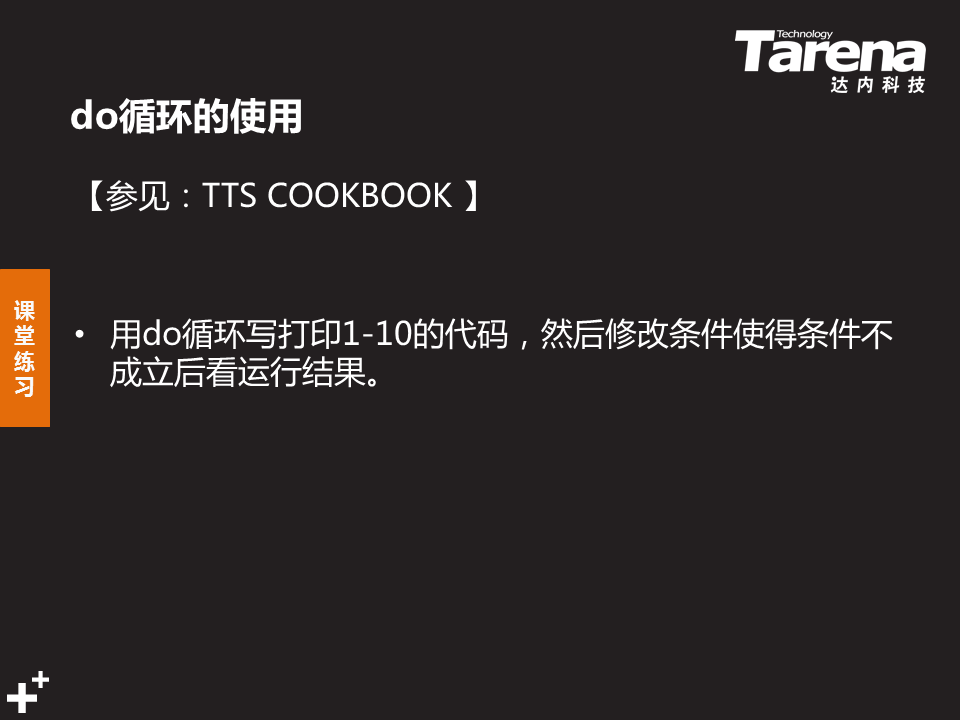 Technology
Tarena
达内科技
do循环的使用
【参见：TTS COOKBOOK 】
课堂练习
• 用do循环写打印1-10的代码，然后修改条件使得条件不
成立后看运行结果。